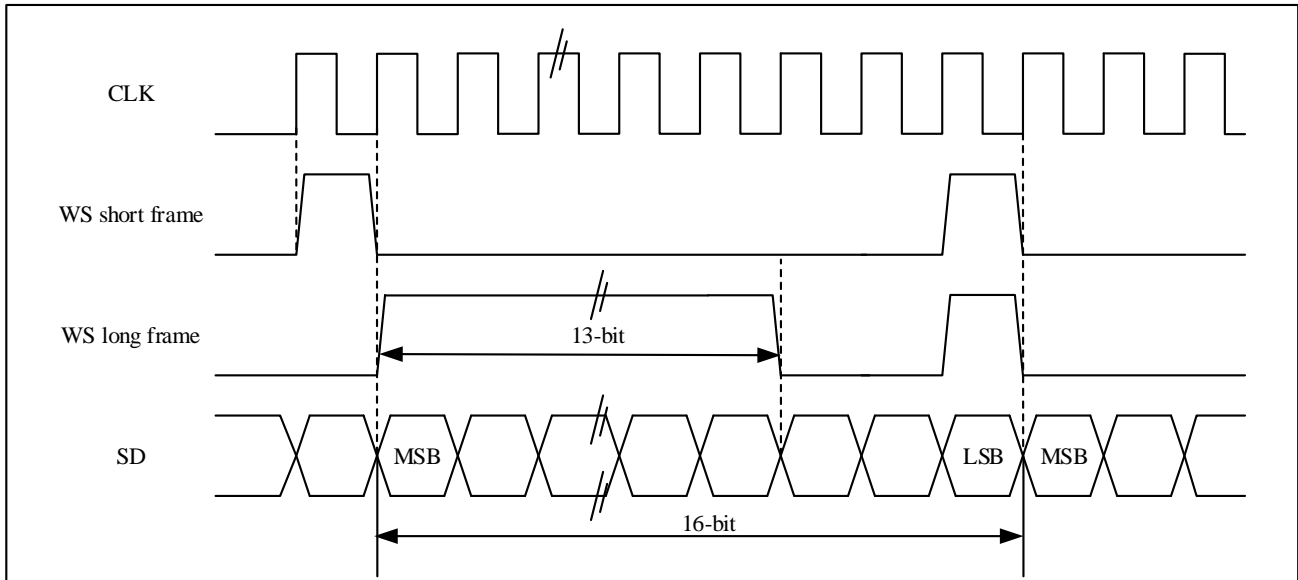 CLK
WS short frame
WS long frame
13-bit
SD
MSB
LSB
MSB
16-bit